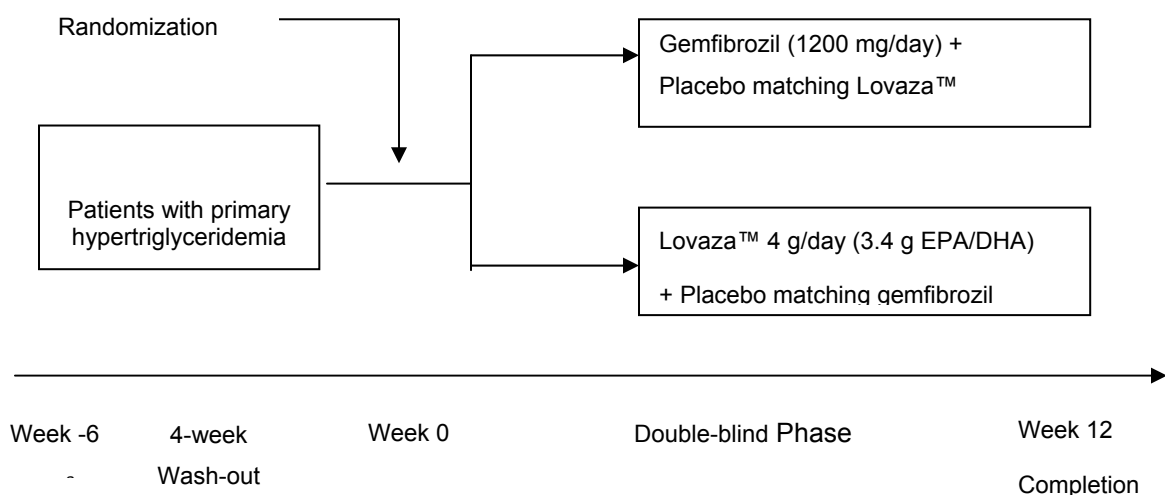 Randomization
Gemfibrozil (1200 mg/day) +
Placebo matching Lovaza™
Patients with primary
hypertriglyceridemia
Lovaza™ 4 g/day (3.4 g EPA/DHA)
+ Placebo matching gemfibrozil
Week -6
4-week
Wash-out
Week 0
Double-blind Phase
Week 12
Completion